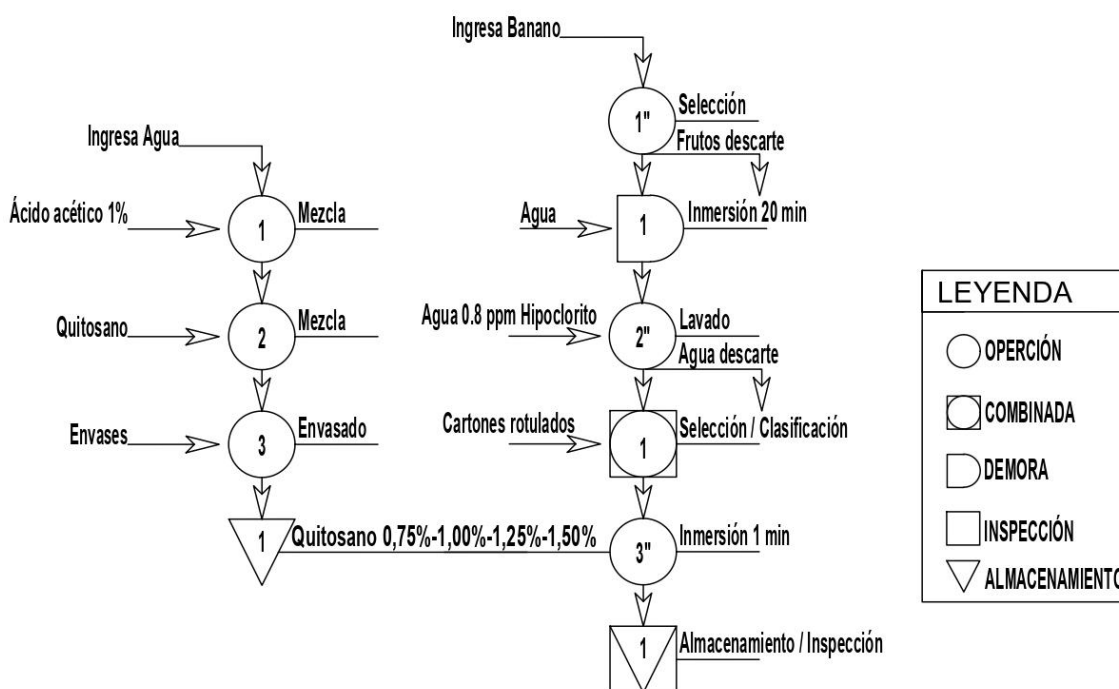 Ingresa Banano
1"
Selección
Frutos descarte
Ingresa Agua
Ácido acético 1%
1
Mezcla
Agua
1
Inmersión 20 min
Quitosano
2
Mezcla
Agua 0.8 ppm Hipoclorito
2"
Lavado
Agua descarte
Envases
3
Envasado
Cartones rotulados
1
Selección / Clasificación
1
Quitosano 0,75%-1,00%-1,25%-1,50%
3"
Inmersión 1 min
1
Almacenamiento / Inspección
LEYENDA
OPERCIÓN
COMBINADA
DEMORA
INSPECCIÓN
ALMACENAMIENTO